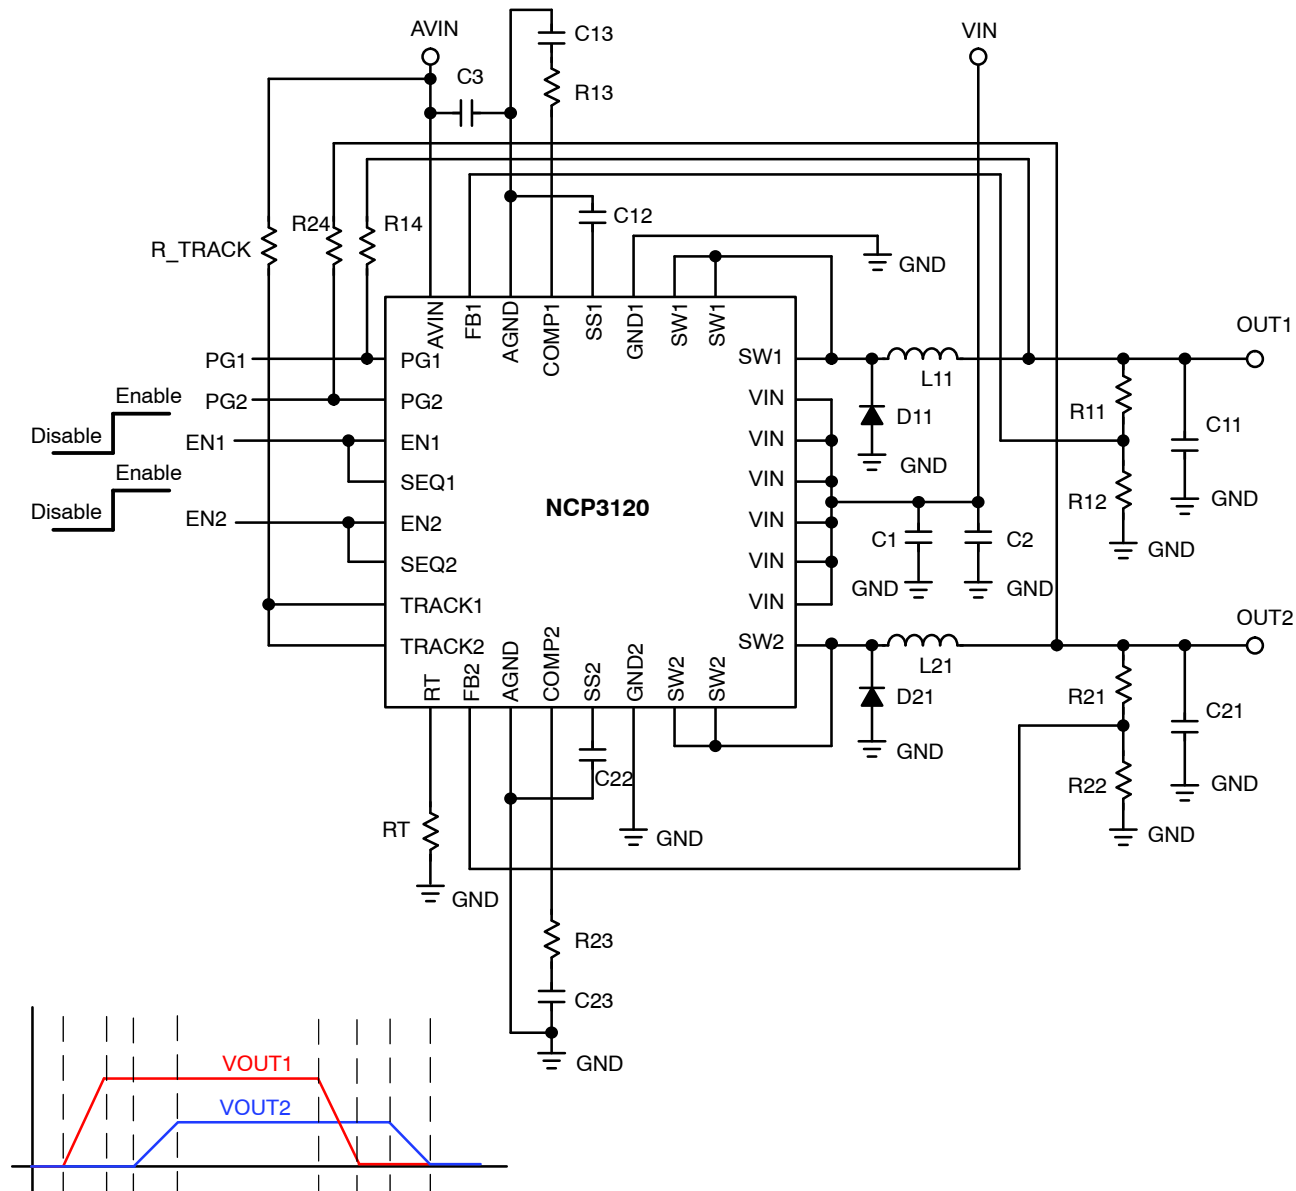 AVIN
C13
VIN
C3
R13
R24
R14
C12
R_TRACK
GND
AVIN
FB1
AGND
COMP1
SS1
GND1
SW1
SW1
OUT1
PG1
PG1
SW1
L11
Enable
PG2
PG2
VIN
D11
R11
C11
Disable
EN1
EN1
VIN
GND
Enable
SEQ1
VIN
R12
GND
Disable
EN2
EN2
NCP3120
VIN
C1
C2
GND
SEQ2
VIN
GND
GND
TRACK1
VIN
OUT2
TRACK2
SW2
L21
RT
FB2
AGND
COMP2
SS2
GND2
SW2
SW2
D21
R21
C21
GND
C22
R22
GND
RT
GND
GND
GND
R23
C23
GND
VOUT1
VOUT2